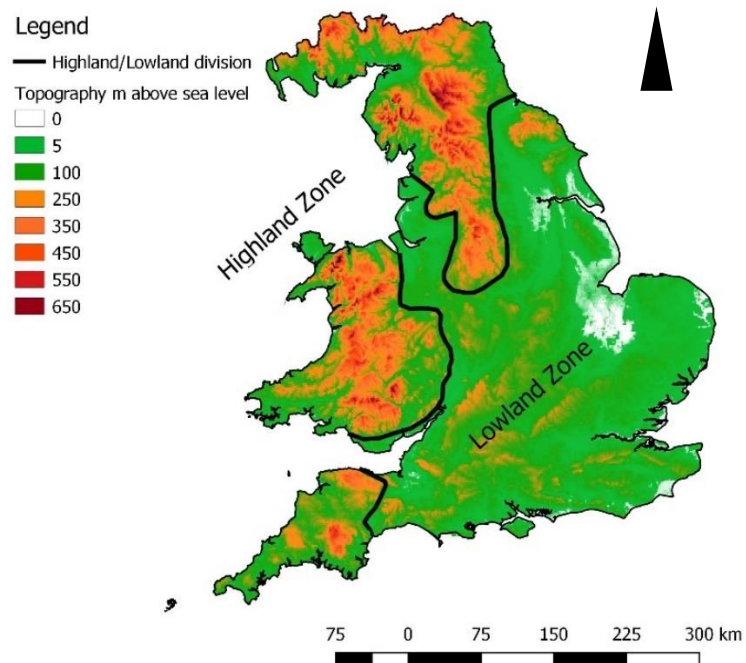 Legend
Highland/Lowland division
Topography m above sea level
0
5
100
250
350
450
550
650
Highland Zone
Lowland Zone
75 0 75 150 225 300 km